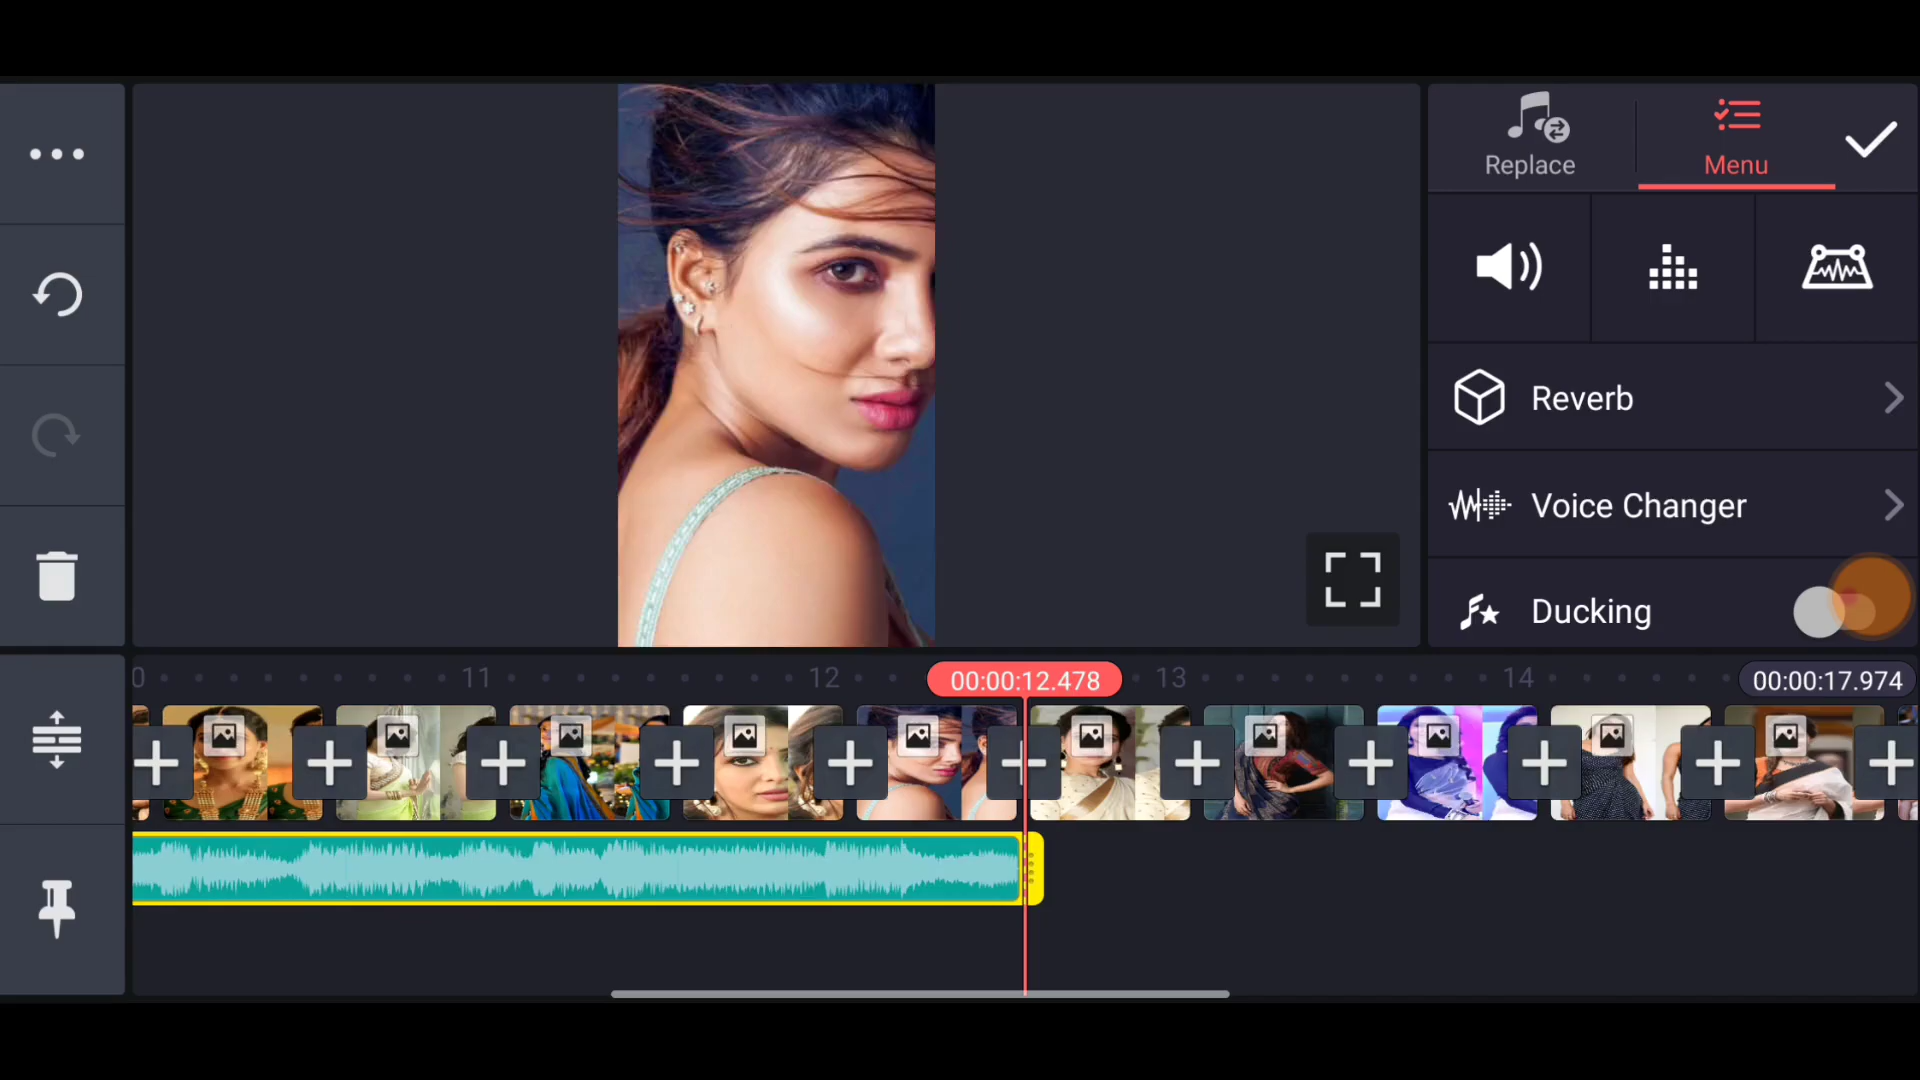 Replace
Menu
Reverb
Voice Changer
Ducking
0
11
12
00:00:12.478
13
14
00:00:17.974